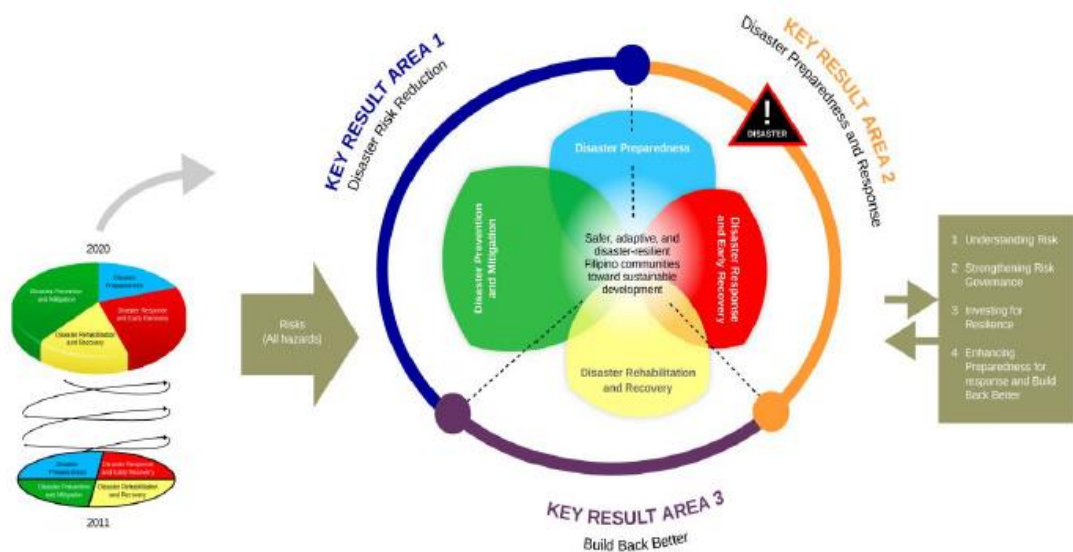 KEY RESULT AREA 1
Disaster Risk Reduction
KEY RESULT AREA 2
Disaster Preparedness and Response
!
DISASTER
Disaster Preparedness
Disaster Prevention
and Mitigation
Disaster Response
and Early Recovery
Safer, adaptive, and
disaster-resilient
Filipino communities
toward sustainable
development
Disaster Rehabilitation
and Recovery
KEY RESULT AREA 3
Build Back Better
2020
Disaster Prevention
and Mitigation
Disaster
Preparedness
Disaster Response
and Early Recovery
Disaster Rehabilitation
and Recovery
Disaster
Preparedness
Disaster Response
and Early Recovery
Disaster Prevention
and Mitigation
Disaster Rehabilitation
and Recovery
2011
Risks
(All hazards)
1 Understanding Risk
2 Strengthening Risk
Governance
3 Investing for
Resilience
4 Enhancing
Preparedness for
response and Build
Back Better